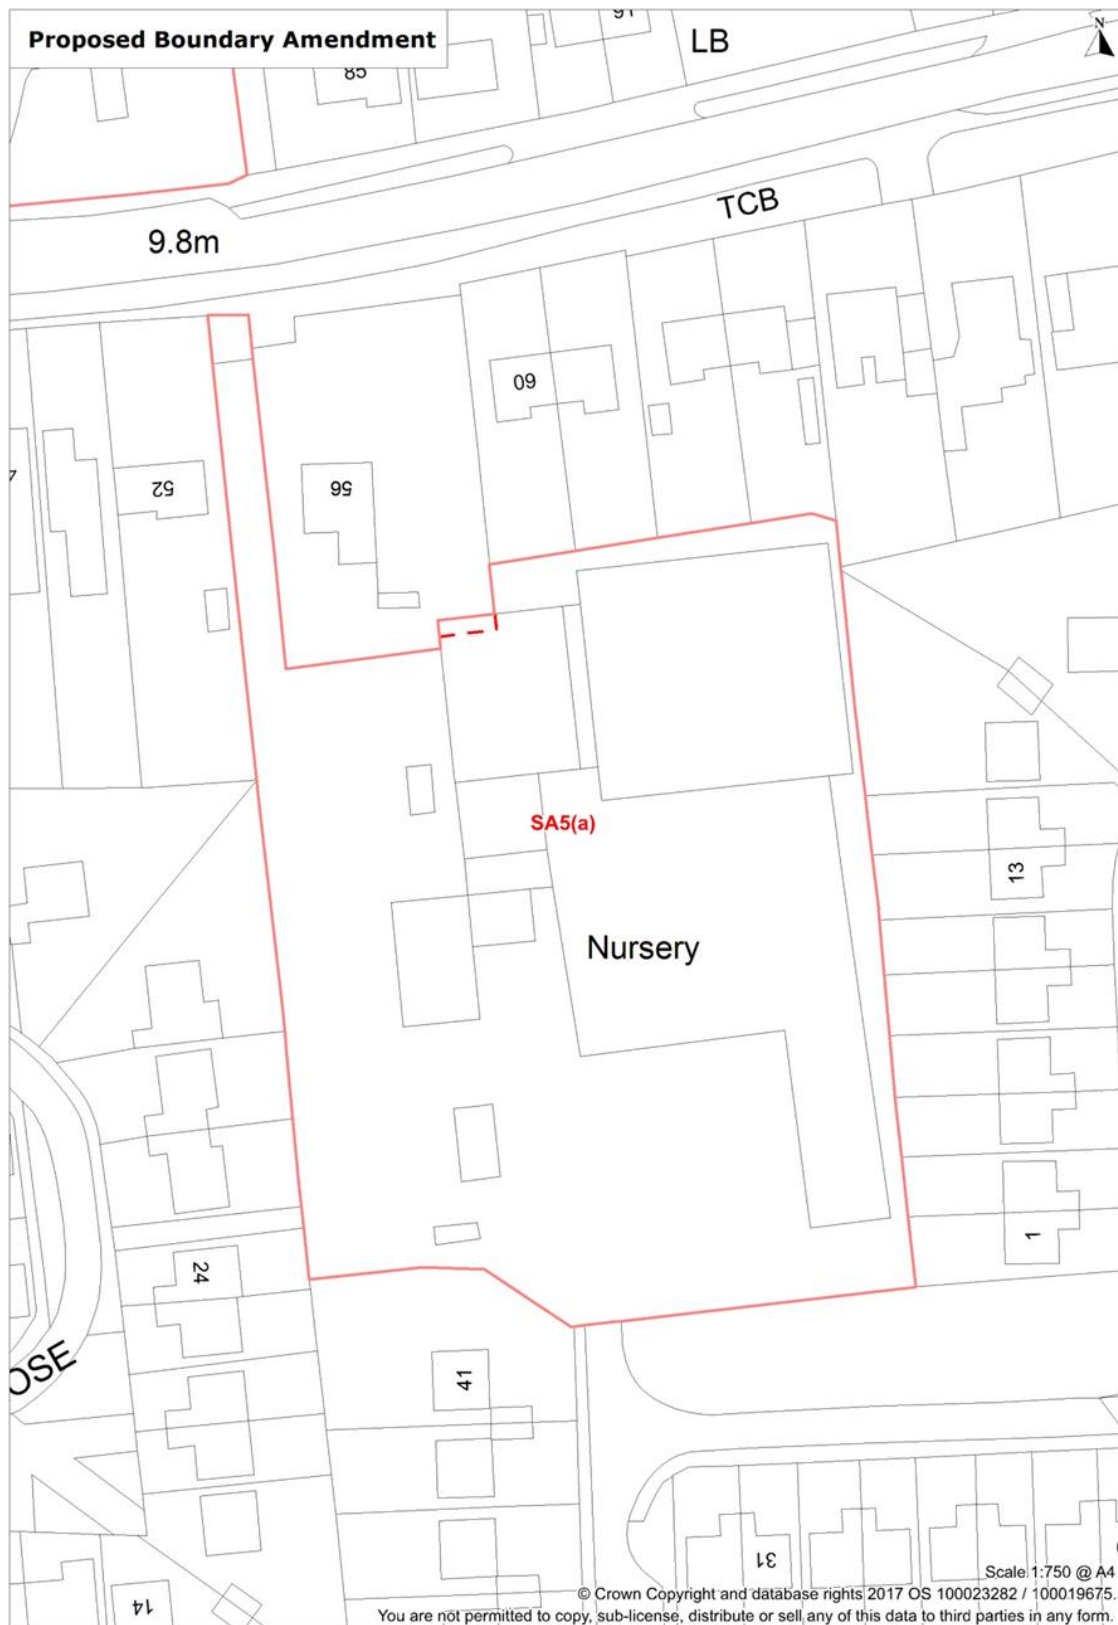 Proposed Boundary Amendment
LB
N
85
TCB
9.8m
60
52
56
SA5(a)
13
Nursery
1
24
OSE
41
31
14
Scale 1:750 @ A4
© Crown Copyright and database rights 2017 OS 100023282 / 100019675.
You are not permitted to copy, sub-license, distribute or sell any of this data to third parties in any form.